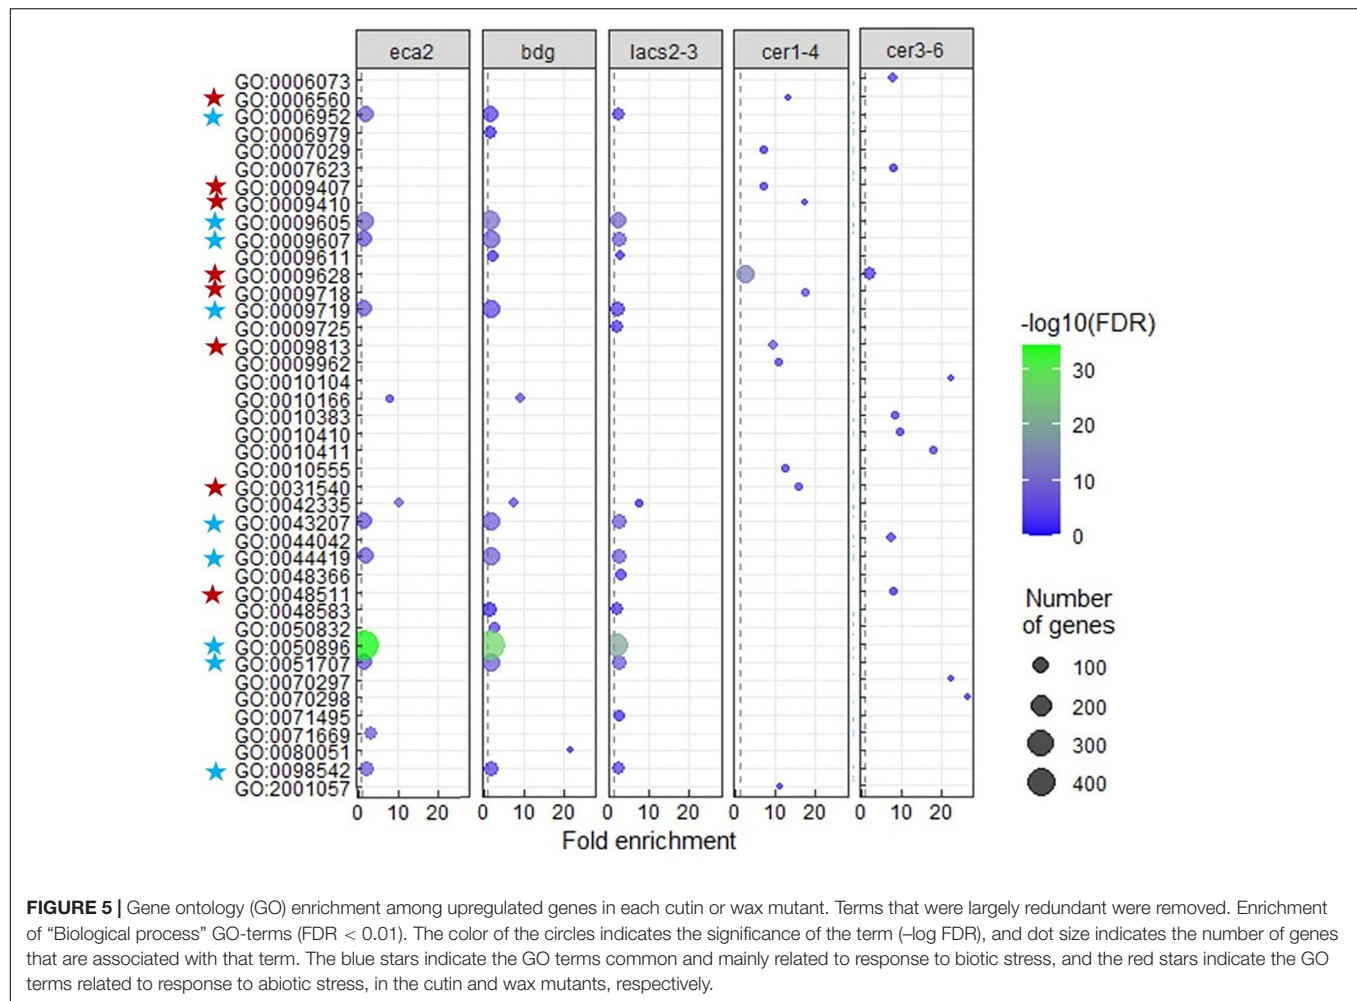 eca2 bdg lacs2-3 cer1-4 cer3-6
GO:0006073
GO:0006560
GO:0006952
GO:0006979
GO:0007029
GO:0007623
GO:0009407
GO:0009410
GO:0009605
GO:0009607
GO:0009611
GO:0009628
GO:0009718
GO:0009719
GO:0009725
GO:0009813
GO:0009962
GO:0010104
GO:0010166
GO:0010383
GO:0010410
GO:0010411
GO:0010555
GO:0031540
GO:0042335
GO:0043207
GO:0044042
GO:0044419
GO:0048366
GO:0048511
GO:0048583
GO:0050832
GO:0050896
GO:0051707
GO:0070297
GO:0070298
GO:0071495
GO:0071669
GO:0080051
GO:0098542
GO:2001057
0 10 20 0 10 20 0 10 20 0 10 20 0 10 20
Fold enrichment
-log10(FDR)
30
20
10
0
Number
of genes
100
200
300
400
FIGURE 5 | Gene ontology (GO) enrichment among upregulated genes in each cutin or wax mutant. Terms that were largely redundant were removed. Enrichment
of “Biological process” GO-terms (FDR < 0.01). The color of the circles indicates the significance of the term (–log FDR), and dot size indicates the number of genes
that are associated with that term. The blue stars indicate the GO terms common and mainly related to response to biotic stress, and the red stars indicate the GO
terms related to response to abiotic stress, in the cutin and wax mutants, respectively.